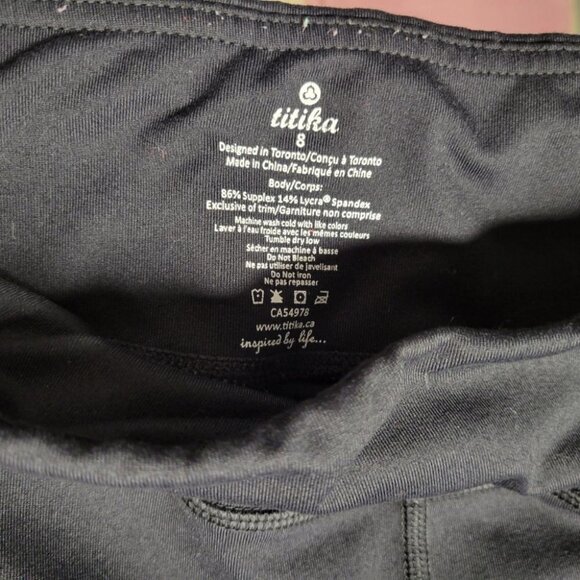 titika
8
Designed in Toronto/Conçu à Toronto
Made in China/Fabriqué en Chine
Body/Corps:
86% Supplex 14% Lycra® Spandex
Exclusive of trim/Garniture non comprise
Machine wash cold with like colors
Laver à l'eau froide avec les mêmes couleurs
Tumble dry low
Sécher en machine à basse
Do Not Bleach
Ne pas utiliser de javelisant
Do Not Iron
Ne pas repasser
CA54978
www.titika.ca
inspired by life...